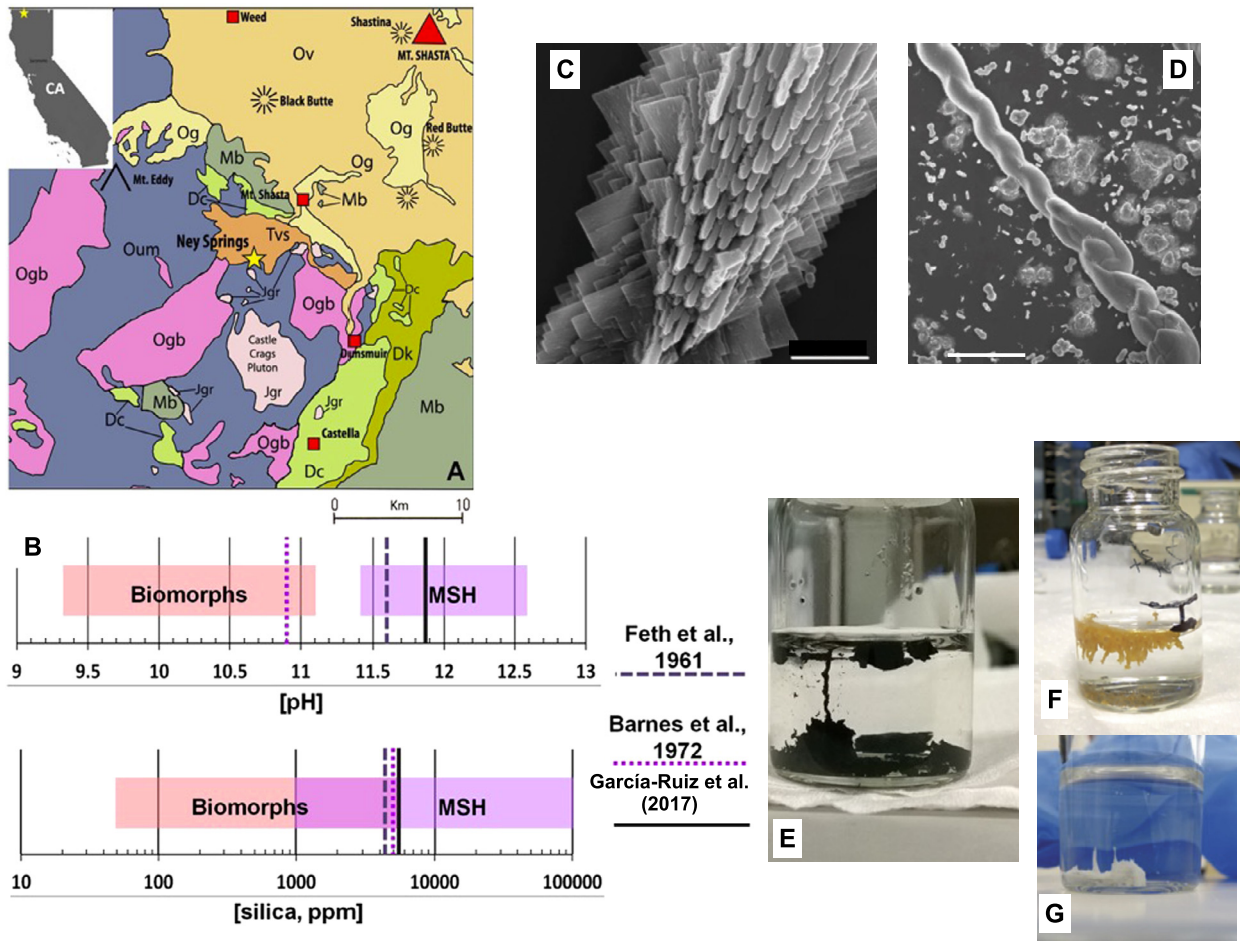 CA
Weed
Shastina
MT. SHASTA
Ov
Black Butte
Og
Og
Red Butte
Mb
Og
Mt. Eddy
Dc
Mt. Shasta
Mb
Ney Springs
Tvs
Oum
Ogb
Jgr
Ogb
Dc
Ogb
Castle
Crags
Pluton
Dunsmuir
Dk
Jgr
Mb
Jgr
Jgr
Mb
Dc
Castella
Ogb
Dc
A
0
Km
10
B
Biomorphs
MSH
9
9.5
10
10.5
11
11.5
12
12.5
13
[pH]
Biomorphs
MSH
10
100
1000
10000
100000
[silica, ppm]
Feth et al.,
1961
Barnes et al.,
1972
García-Ruiz et al.
(2017)
C
D
E
F
G